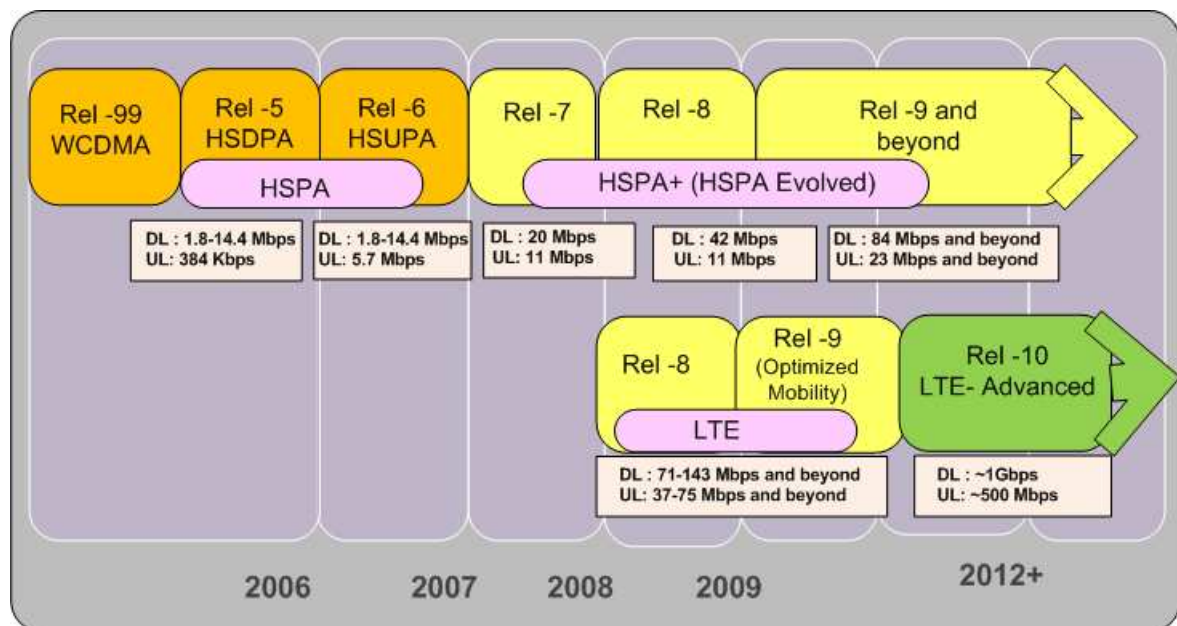 Rel -99
WCDMA
Rel -5
HSDPA
Rel -6
HSUPA
HSPA
Rel -7
Rel -8
Rel -9 and
beyond
HSPA+ (HSPA Evolved)
DL : 1.8-14.4 Mbps
UL: 384 Kbps
DL : 1.8-14.4 Mbps
UL: 5.7 Mbps
DL : 20 Mbps
UL: 11 Mbps
DL : 42 Mbps
UL: 11 Mbps
DL : 84 Mbps and beyond
UL: 23 Mbps and beyond
Rel -8
Rel -9
(Optimized
Mobility)
LTE
Rel -10
LTE- Advanced
DL : 71-143 Mbps and beyond
UL: 37-75 Mbps and beyond
DL : ~1Gbps
UL: ~500 Mbps
2006
2007
2008
2009
2012+